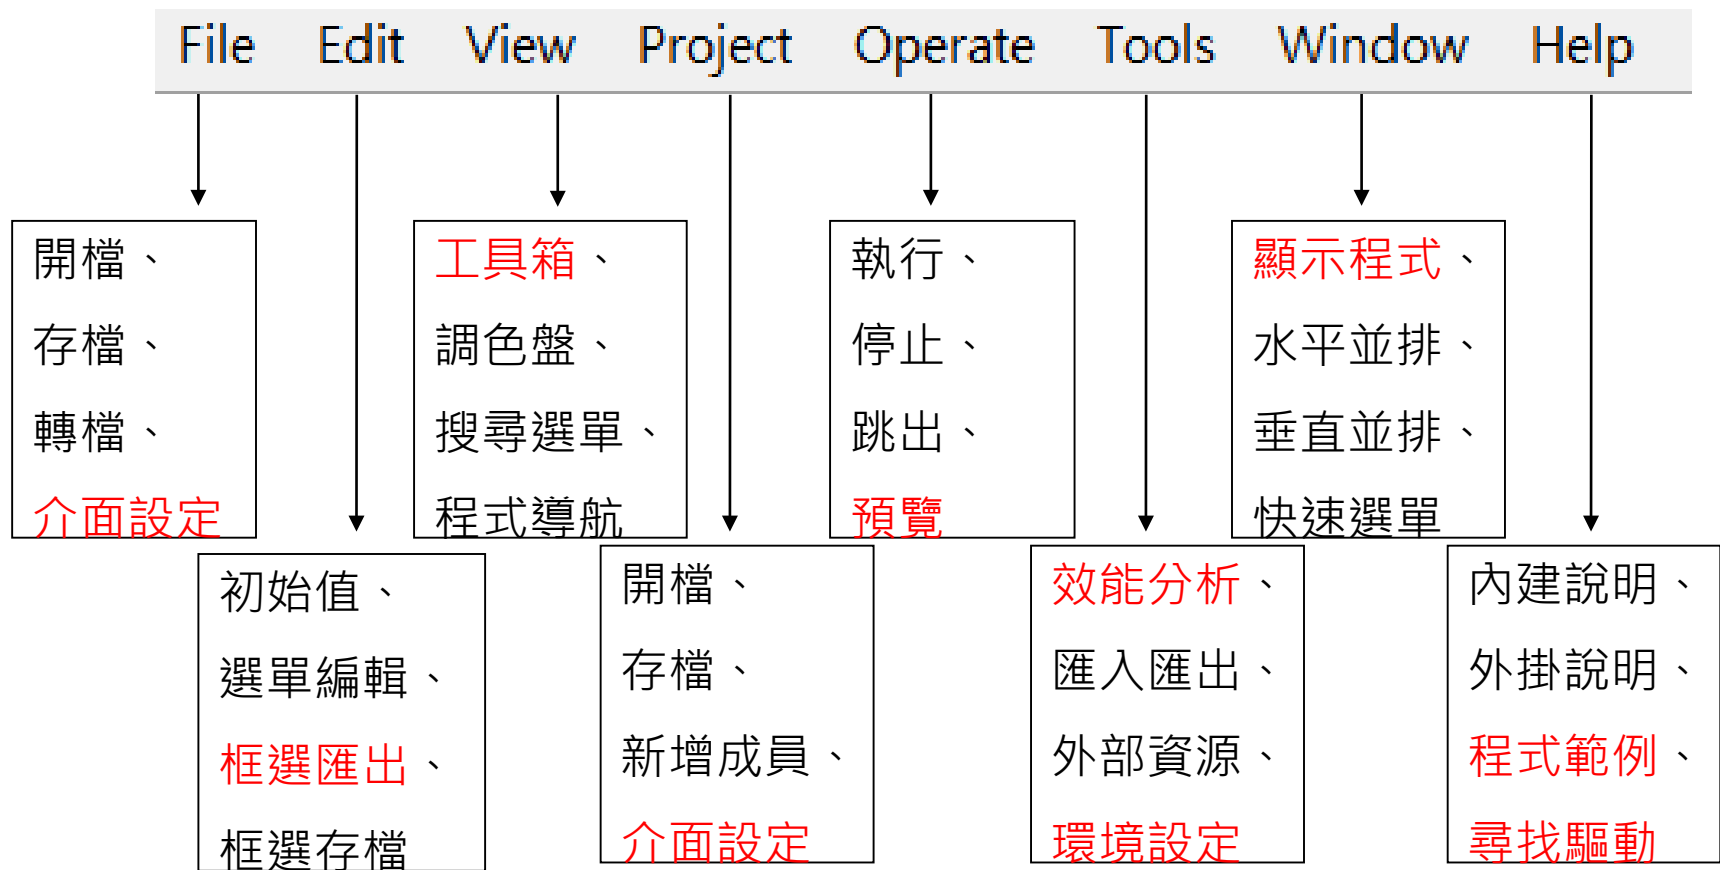 File Edit View Project Operate Tools Window Help
開檔、
存檔、
轉檔、
介面設定
初始值、
選單編輯、
框選匯出、
框選存檔
工具箱、
調色盤、
搜尋選單、
程式導航
開檔、
存檔、
新增成員、
介面設定
執行、
停止、
跳出、
預覽
效能分析、
匯入匯出、
外部資源、
環境設定
顯示程式、
水平並排、
垂直並排、
快速選單
內建說明、
外掛說明、
程式範例、
尋找驅動